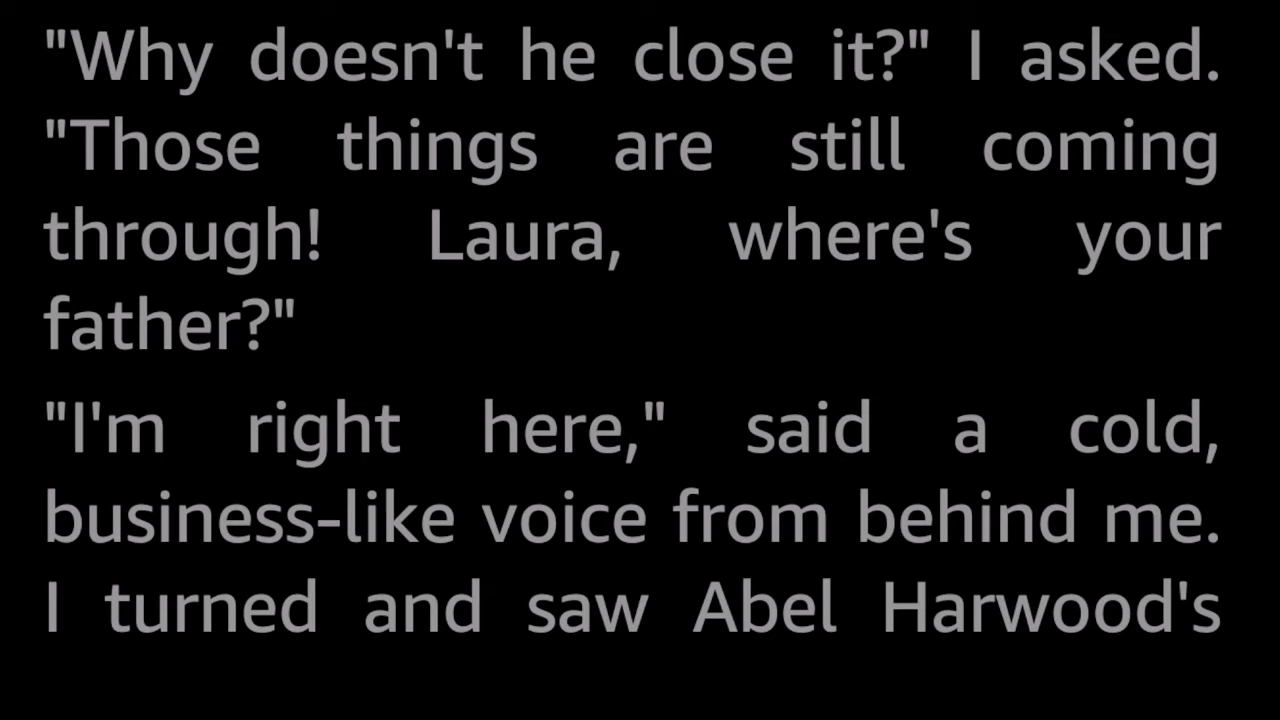 "Why doesn't he close it?" I asked.
"Those things are still coming
through! Laura, where's your
father?"
"I'm right here," said a cold,
business-like voice from behind me.
I turned and saw Abel Harwood's